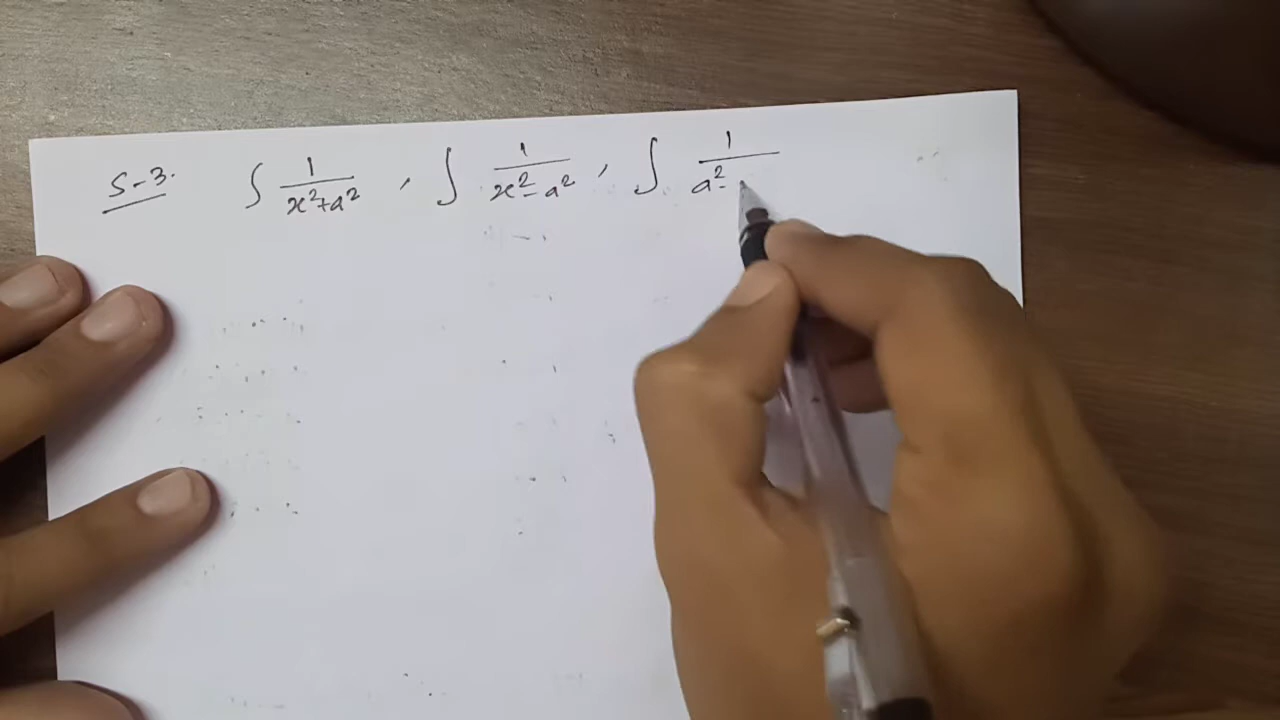 S-3. ∫ 1/(x²+a²) , ∫ 1/(x²-a²) , ∫ 1/(a²-